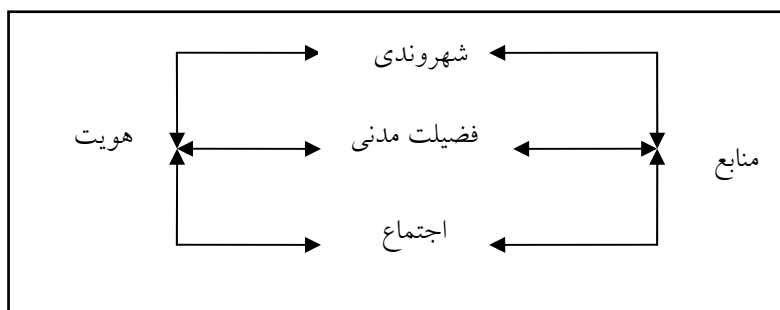 شهروندی
فضیلت مدنی
هویت
منابع
اجتماع